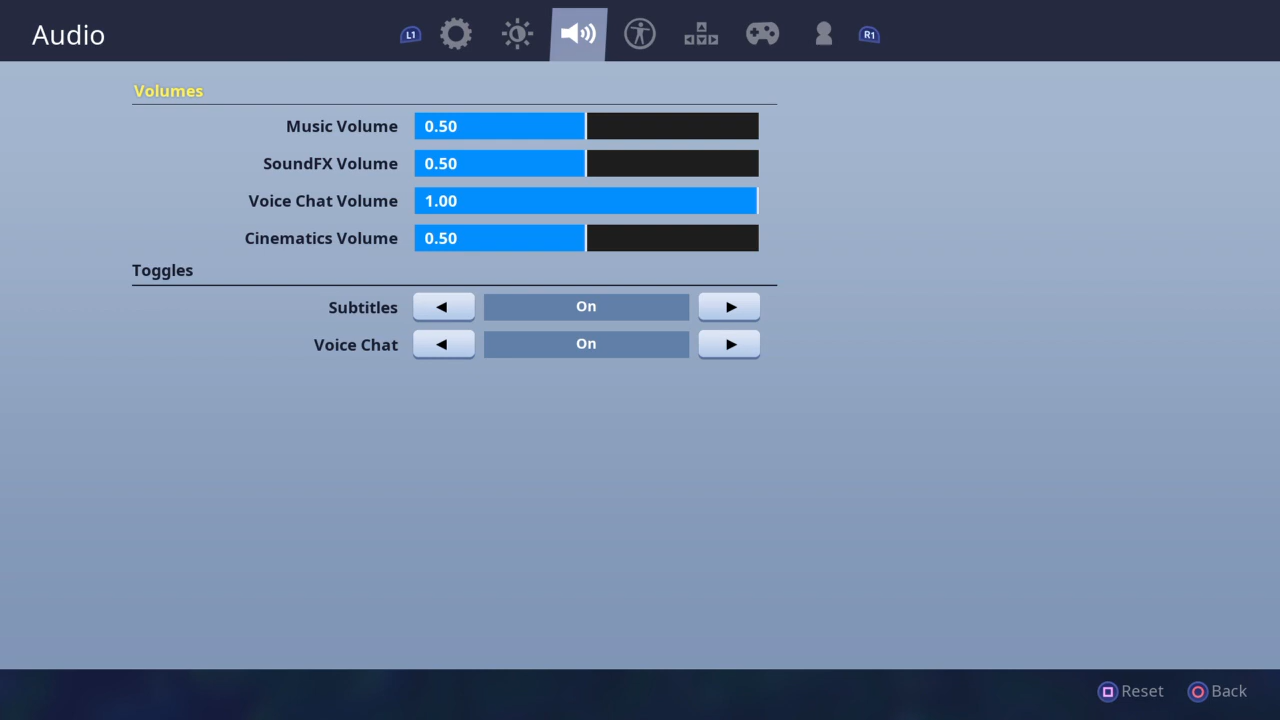 Audio
L1
R1
Volumes
Music Volume 0.50
SoundFX Volume 0.50
Voice Chat Volume 1.00
Cinematics Volume 0.50
Toggles
Subtitles On
Voice Chat On
Reset Back